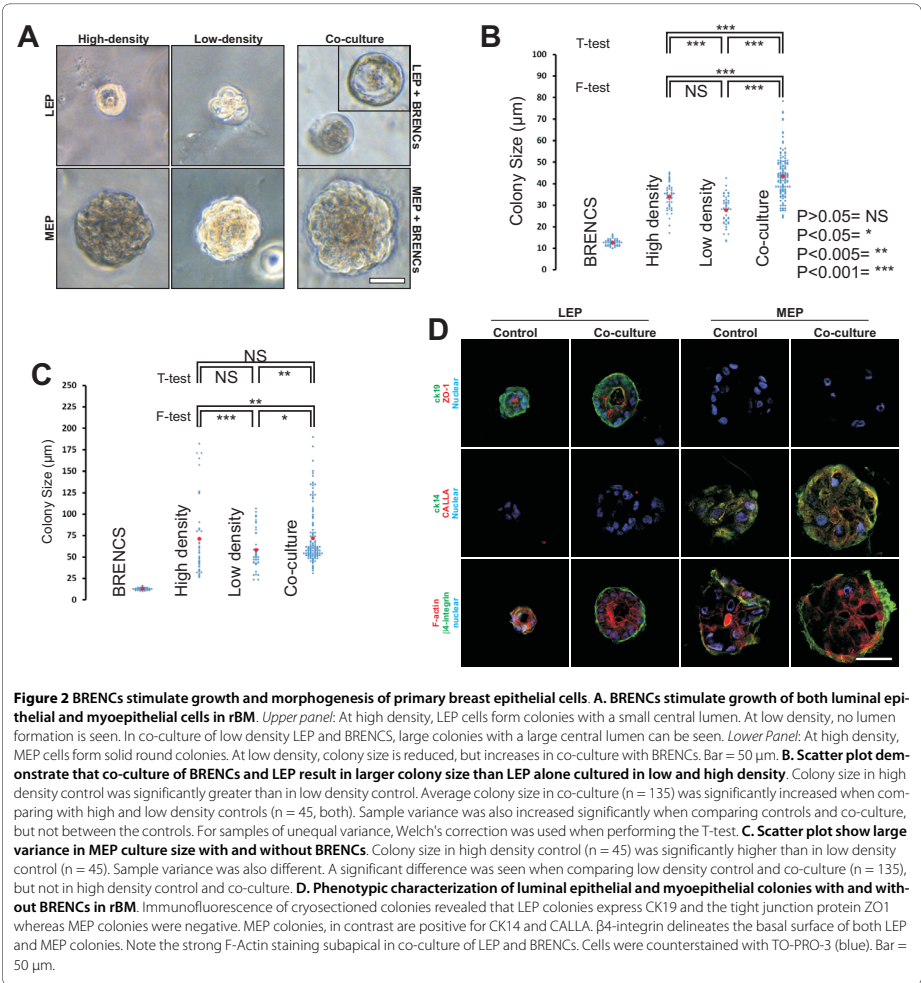 A
High-density
Low-density
Co-culture
LEP
LEP + BRENCs
MEP
MEP + BRENCs
B
T-test
***
***
***
F-test
***
NS
***
Colony Size (µm)
100
90
80
70
60
50
40
30
20
10
0
BRENCS
High density
Low density
Co-culture
P>0.05= NS
P<0.05= *
P<0.005= **
P<0.001= ***
C
T-test
NS
NS
**
F-test
**
***
*
Colony Size (µm)
250
225
200
175
150
125
100
75
50
25
0
BRENCS
High density
Low density
Co-culture
D
LEP
MEP
Control
Co-culture
Control
Co-culture
ck19
ZO-1
Nuclear
ck14
CALLA
Nuclear
F-actin
β4-integrin
nuclear
Figure 2 BRENCs stimulate growth and morphogenesis of primary breast epithelial cells. A. BRENCs stimulate growth of both luminal epi-
thelial and myoepithelial cells in rBM. Upper panel: At high density, LEP cells form colonies with a small central lumen. At low density, no lumen
formation is seen. In co-culture of low density LEP and BRENCS, large colonies with a large central lumen can be seen. Lower Panel: At high density,
MEP cells form solid round colonies. At low density, colony size is reduced, but increases in co-culture with BRENCs. Bar = 50 µm. B. Scatter plot dem-
onstrate that co-culture of BRENCs and LEP result in larger colony size than LEP alone cultured in low and high density. Colony size in high
density control was significantly greater than in low density control. Average colony size in co-culture (n = 135) was significantly increased when com-
paring with high and low density controls (n = 45, both). Sample variance was also increased significantly when comparing controls and co-culture,
but not between the controls. For samples of unequal variance, Welch's correction was used when performing the T-test. C. Scatter plot show large
variance in MEP culture size with and without BRENCs. Colony size in high density control (n = 45) was significantly higher than in low density
control (n = 45). Sample variance was also different. A significant difference was seen when comparing low density control and co-culture (n = 135),
but not in high density control and co-culture. D. Phenotypic characterization of luminal epithelial and myoepithelial colonies with and with-
out BRENCs in rBM. Immunofluorescence of cryosectioned colonies revealed that LEP colonies express CK19 and the tight junction protein ZO1
whereas MEP colonies were negative. MEP colonies, in contrast are positive for CK14 and CALLA. β4-integrin delineates the basal surface of both LEP
and MEP colonies. Note the strong F-Actin staining subapical in co-culture of LEP and BRENCs. Cells were counterstained with TO-PRO-3 (blue). Bar =
50 µm.